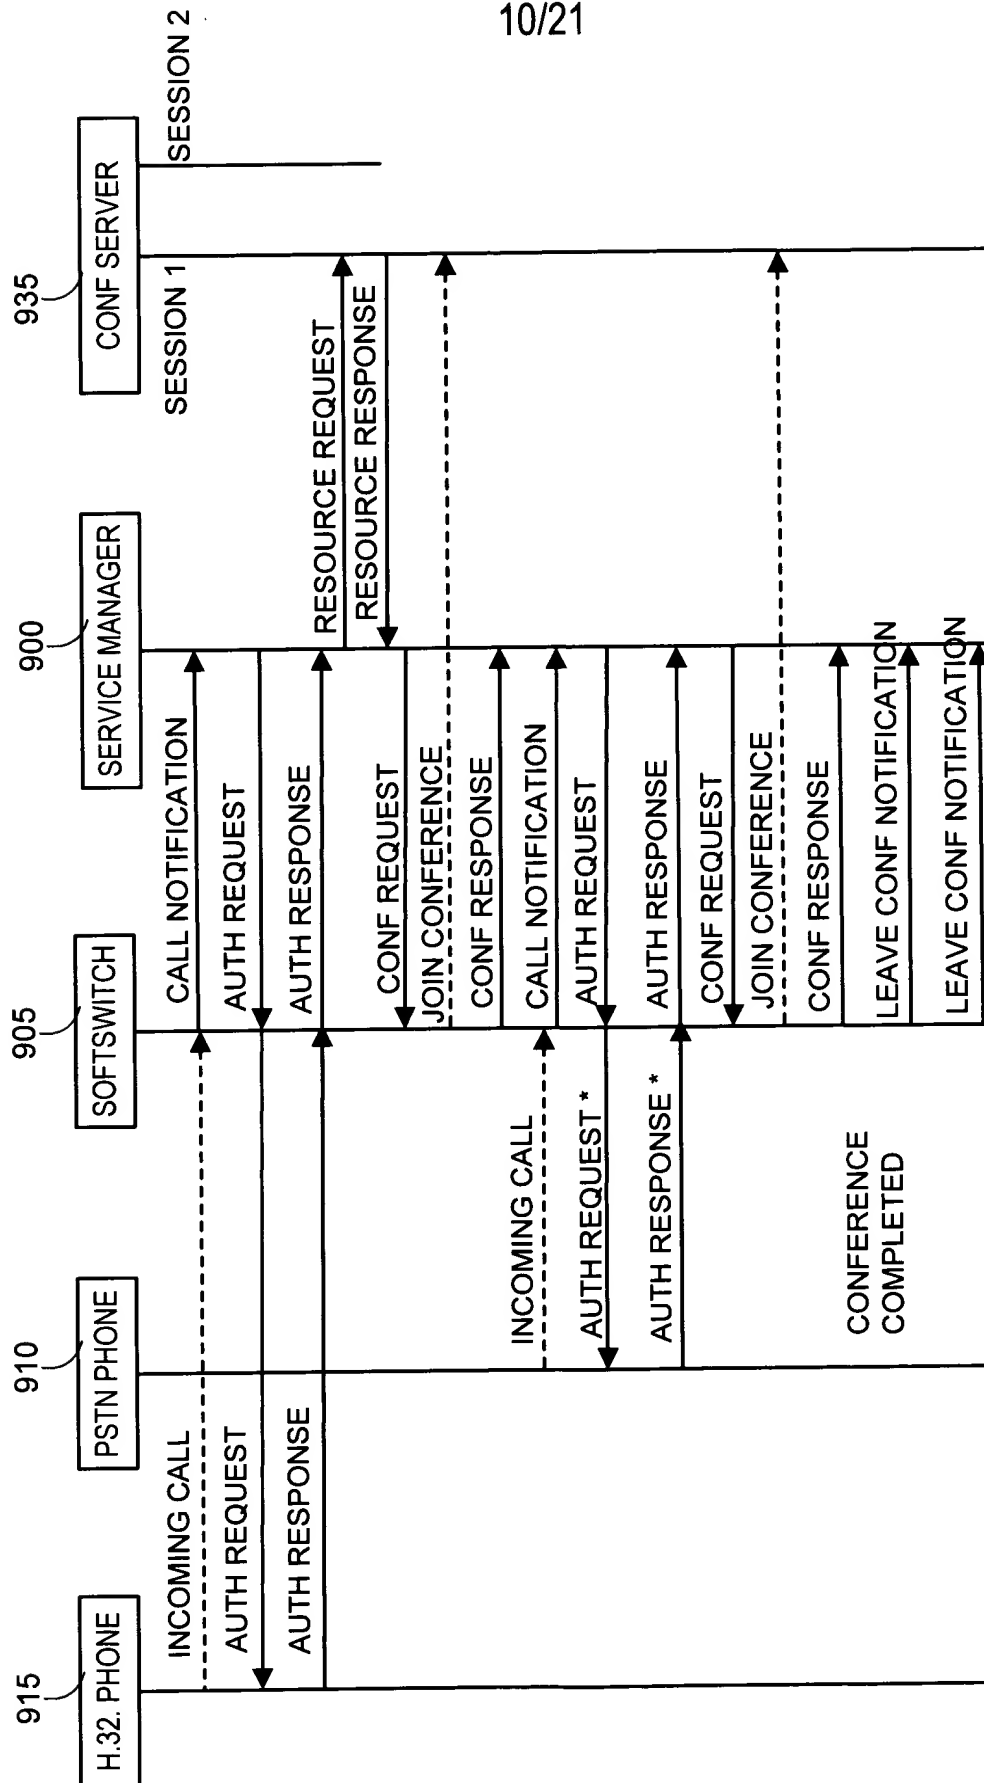 10/21
915
910
905
900
935
H.32. PHONE
PSTN PHONE
SOFTSWITCH
SERVICE MANAGER
CONF SERVER
SESSION 1
SESSION 2
INCOMING CALL
CALL NOTIFICATION
AUTH REQUEST
AUTH REQUEST
AUTH RESPONSE
AUTH RESPONSE
RESOURCE REQUEST
RESOURCE RESPONSE
CONF REQUEST
JOIN CONFERENCE
CONF RESPONSE
INCOMING CALL
CALL NOTIFICATION
AUTH REQUEST *
AUTH REQUEST
AUTH RESPONSE *
AUTH RESPONSE
CONF REQUEST
JOIN CONFERENCE
CONF RESPONSE
CONFERENCE
COMPLETED
LEAVE CONF NOTIFICATION
LEAVE CONF NOTIFICATION